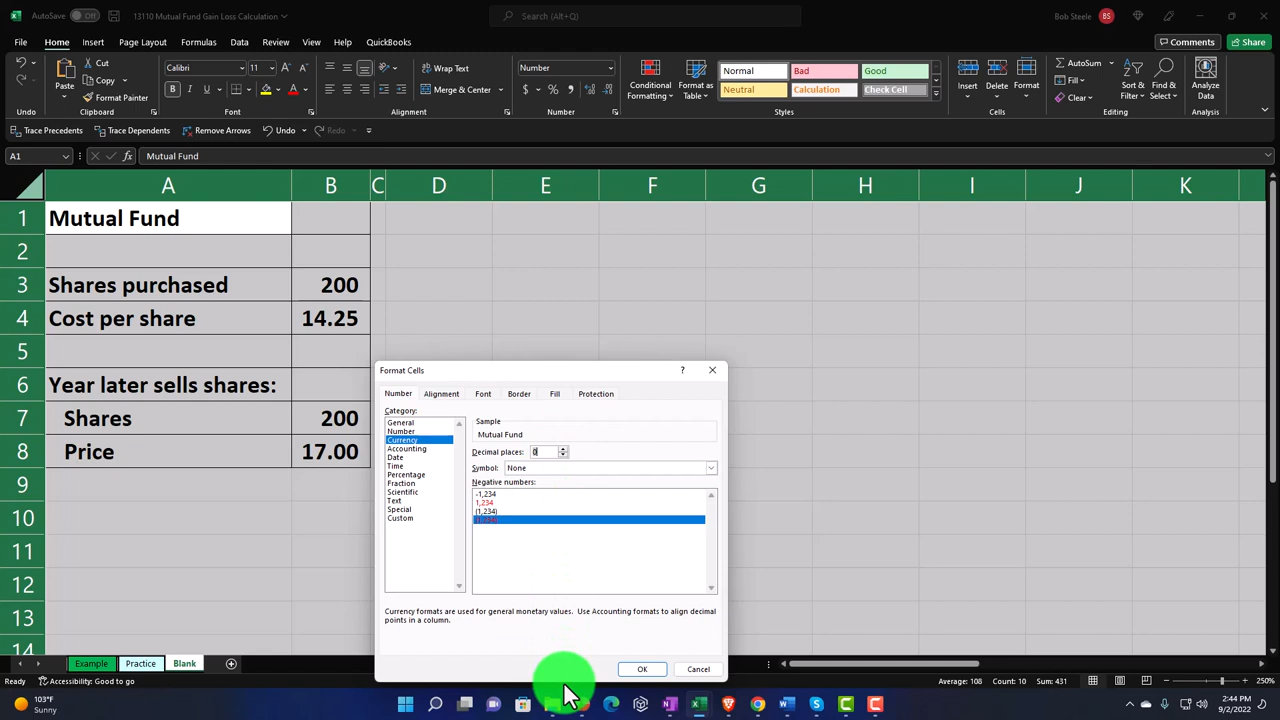 AutoSave Off 13110 Mutual Fund Gain Loss Calculation Search (Alt+Q) Bob Steele BS
File Home Insert Page Layout Formulas Data Review View Help QuickBooks Comments Share
Undo
Paste Cut Copy Format Painter
Clipboard
Calibri 11
B I U
Font
Wrap Text
Merge & Center
Alignment
Number
$ % 9
Number
Conditional Formatting Format as Table
Normal Bad Good
Neutral Calculation Check Cell
Styles
Insert Delete Format
Cells
AutoSum Fill Clear
Sort & Filter Find & Select
Editing
Analyze Data
Analysis
Trace Precedents Trace Dependents Remove Arrows Undo Redo
A1 fx Mutual Fund
A B C D E F G H I J K
1 Mutual Fund
2
3 Shares purchased 200
4 Cost per share 14.25
5
6 Year later sells shares:
7 Shares 200
8 Price 17.00
9
10
11
12
13
14
Format Cells ?
Number Alignment Font Border Fill Protection
Category:
General
Number
Currency
Accounting
Date
Time
Percentage
Fraction
Scientific
Text
Special
Custom
Sample
Mutual Fund
Decimal places: 0
Symbol: None
Negative numbers:
-1,234
1,234
(1,234)
(1,234)
Currency formats are used for general monetary values. Use Accounting formats to align decimal
points in a column.
OK Cancel
Example Practice Blank
Ready Accessibility: Good to go Average: 108 Count: 10 Sum: 431 250%
103°F
Sunny
2:44 PM
9/2/2022